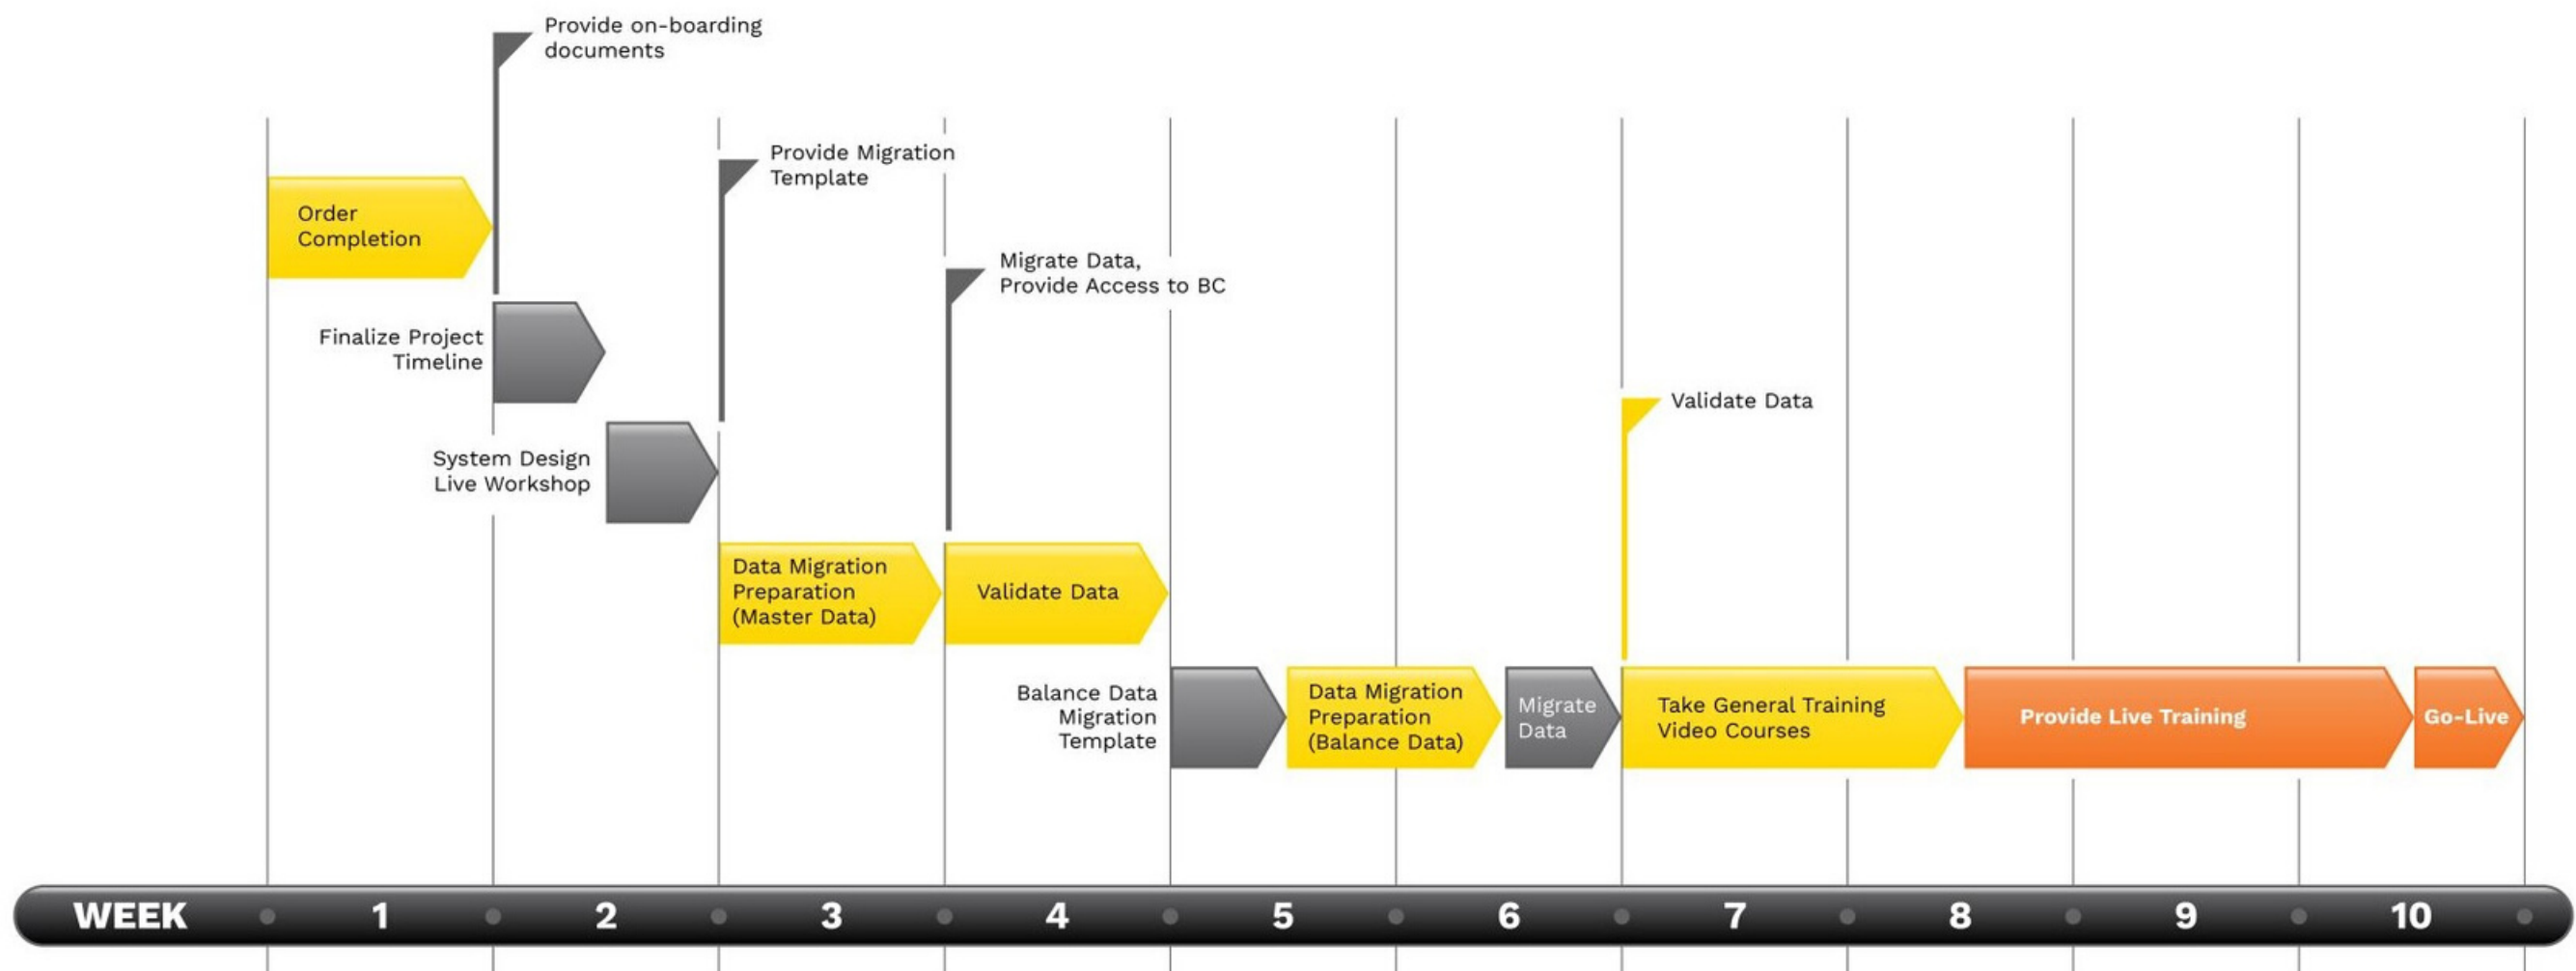 Provide on-boarding
documents
Provide Migration
Template
Order
Completion
Migrate Data,
Provide Access to BC
Finalize Project
Timeline
Validate Data
System Design
Live Workshop
Data Migration
Preparation
(Master Data)
Validate Data
Balance Data
Migration
Template
Data Migration
Preparation
(Balance Data)
Migrate
Data
Take General Training
Video Courses
Provide Live Training
Go-Live
WEEK 1 2 3 4 5 6 7 8 9 10